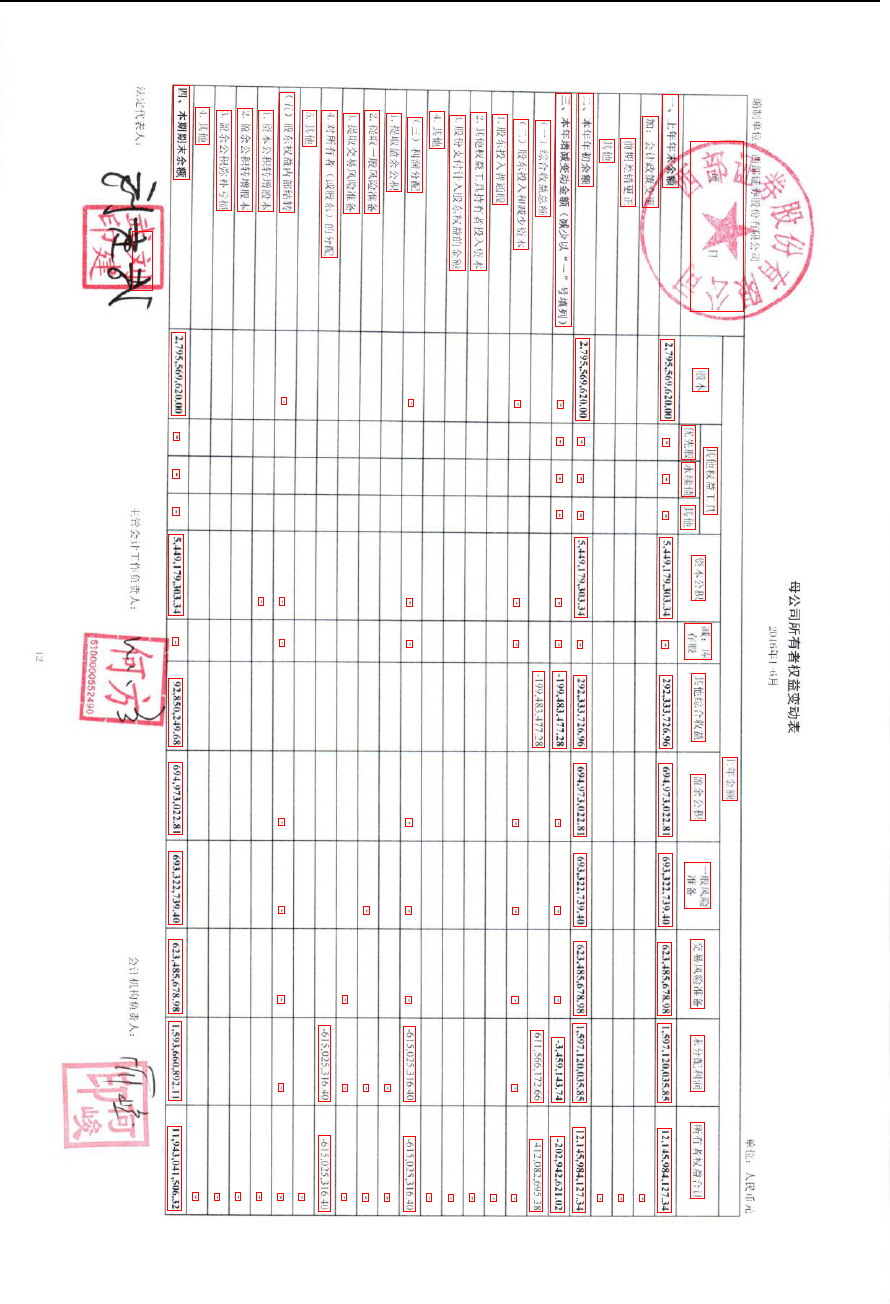 母公司所有者权益变动表
2016年1-6月
编制单位：西部证券股份有限公司 单位：人民币元
项目 上年金额
股本 其他权益工具 资本公积 减：库存股 其他综合收益 盈余公积 一般风险准备 交易风险准备 未分配利润 所有者权益合计
优先股 永续债 其他
一、上年年末余额 2,795,569,620.00 - - - 5,449,179,303.34 - 292,333,726.96 694,973,022.81 693,322,739.40 623,485,678.98 1,597,120,035.85 12,145,984,127.34
加：会计政策变更 -
前期差错更正 -
其他 -
二、本年年初余额 2,795,569,620.00 - - - 5,449,179,303.34 - 292,333,726.96 694,973,022.81 693,322,739.40 623,485,678.98 1,597,120,035.85 12,145,984,127.34
三、本年增减变动金额（减少以“－”号填列） - - - - - - -199,483,477.28 - - - -3,459,143.74 -202,942,621.02
（一）综合收益总额 -199,483,477.28 611,566,172.66 412,082,695.38
（二）股东投入和减少资本 - - - - - - - -
1. 股东投入普通股 -
2. 其他权益工具持有者投入资本 -
3. 股份支付计入股东权益的金额 -
4. 其他 -
（三）利润分配 - - - - - - -615,025,316.40 -615,025,316.40
1. 提取盈余公积 - -
2. 提取一般风险准备 - - -
3. 提取交易风险准备 - - -
4. 对所有者（或股东）的分配 -615,025,316.40 -615,025,316.40
5. 其他 -
（五）股东权益内部结转 - - - - - - - -
1. 资本公积转增股本 - -
2. 盈余公积转增股本 -
3. 盈余公积弥补亏损 -
4. 其他 -
四、本期期末余额 2,795,569,620.00 - - - 5,449,179,303.34 - 92,850,249.68 694,973,022.81 693,322,739.40 623,485,678.98 1,593,660,892.11 11,943,041,506.32
法定代表人： 主管会计工作负责人： 会计机构负责人：
何方
6100000552490
12